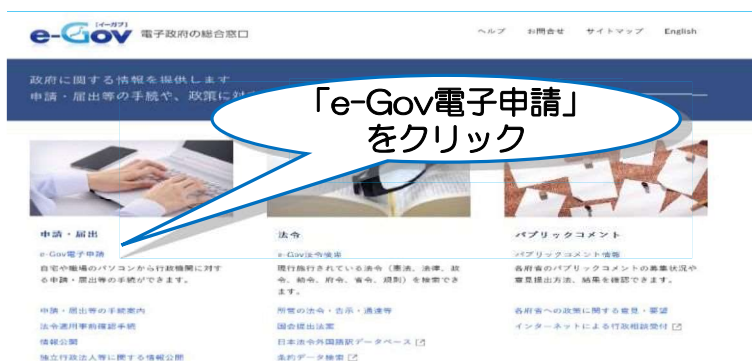 [イーガブ]
e-Gov 電子政府の総合窓口
ヘルプ お問合せ サイトマップ English
政府に関する情報を提供します
申請・届出等の手続や、政策に対
「e-Gov電子申請」
をクリック
申請・届出
e-Gov電子申請
自宅や職場のパソコンから行政機関に対す
る申請・届出等の手続ができます。
申請・届出等の手続案内
法令適用事前確認手続
情報公開
独立行政法人等に関する情報公開
法令
e-Gov法令検索
現行施行されている法令（憲法、法律、政
令、勅令、府令、省令、規則）を検索でき
ます。
所管の法令・告示・通達等
国会提出法案
日本法令外国語訳データベース
条約データ検索
パブリックコメント
パブリックコメント情報
各府省のパブリックコメントの募集状況や
意見提出方法、結果を確認できます。
各府省への政策に関する意見・要望
インターネットによる行政相談受付